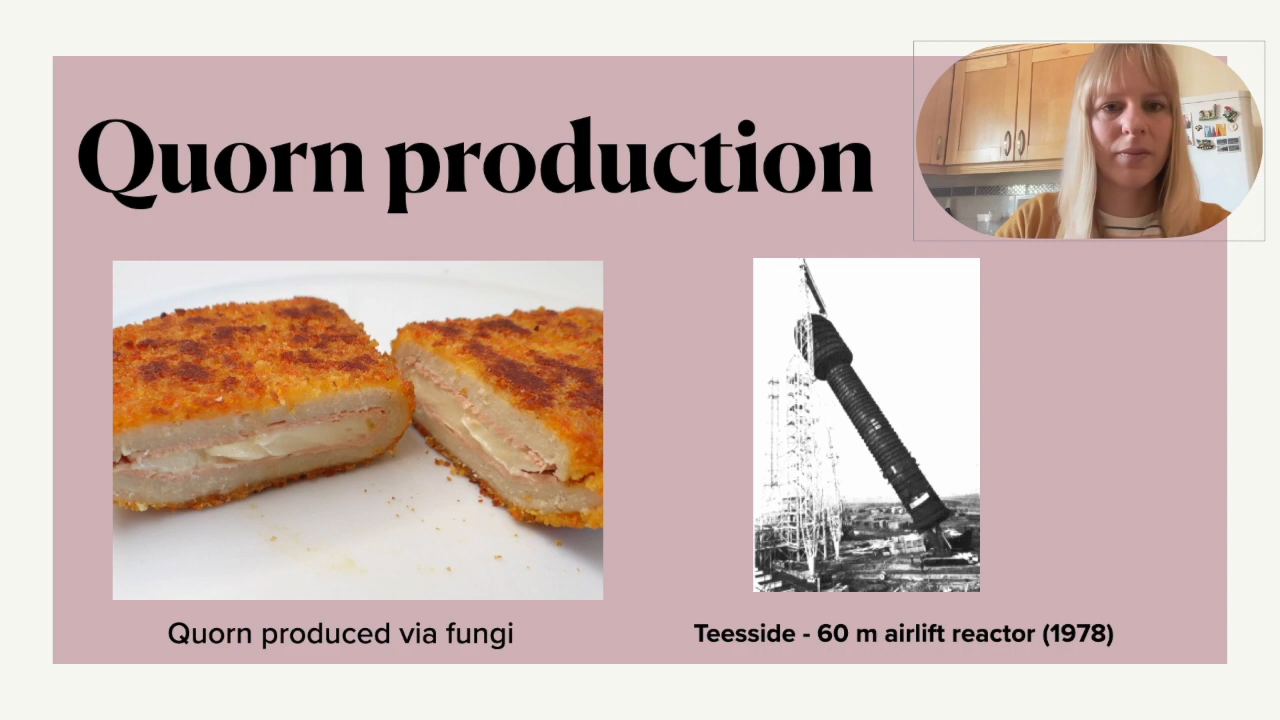 Quorn production
Quorn produced via fungi
Teesside - 60 m airlift reactor (1978)